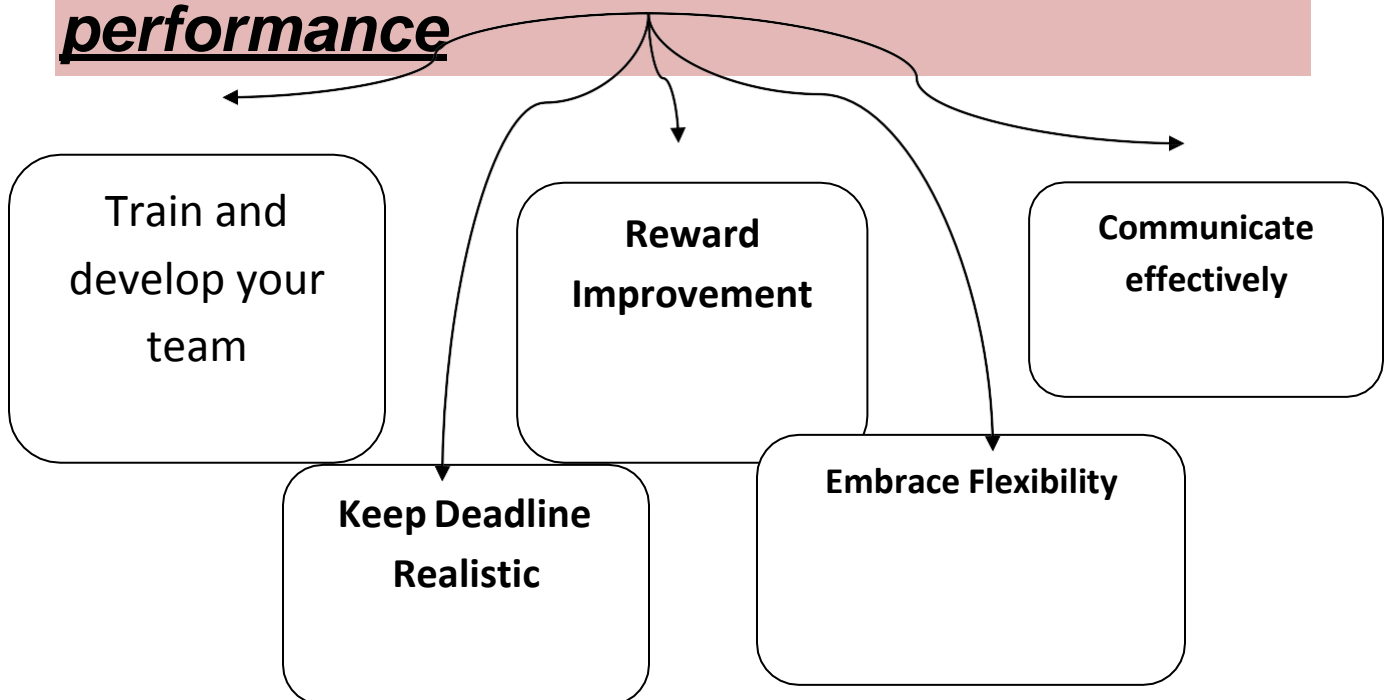 performance
Train and
develop your
team
Reward
Improvement
Communicate
effectively
Keep Deadline
Realistic
Embrace Flexibility